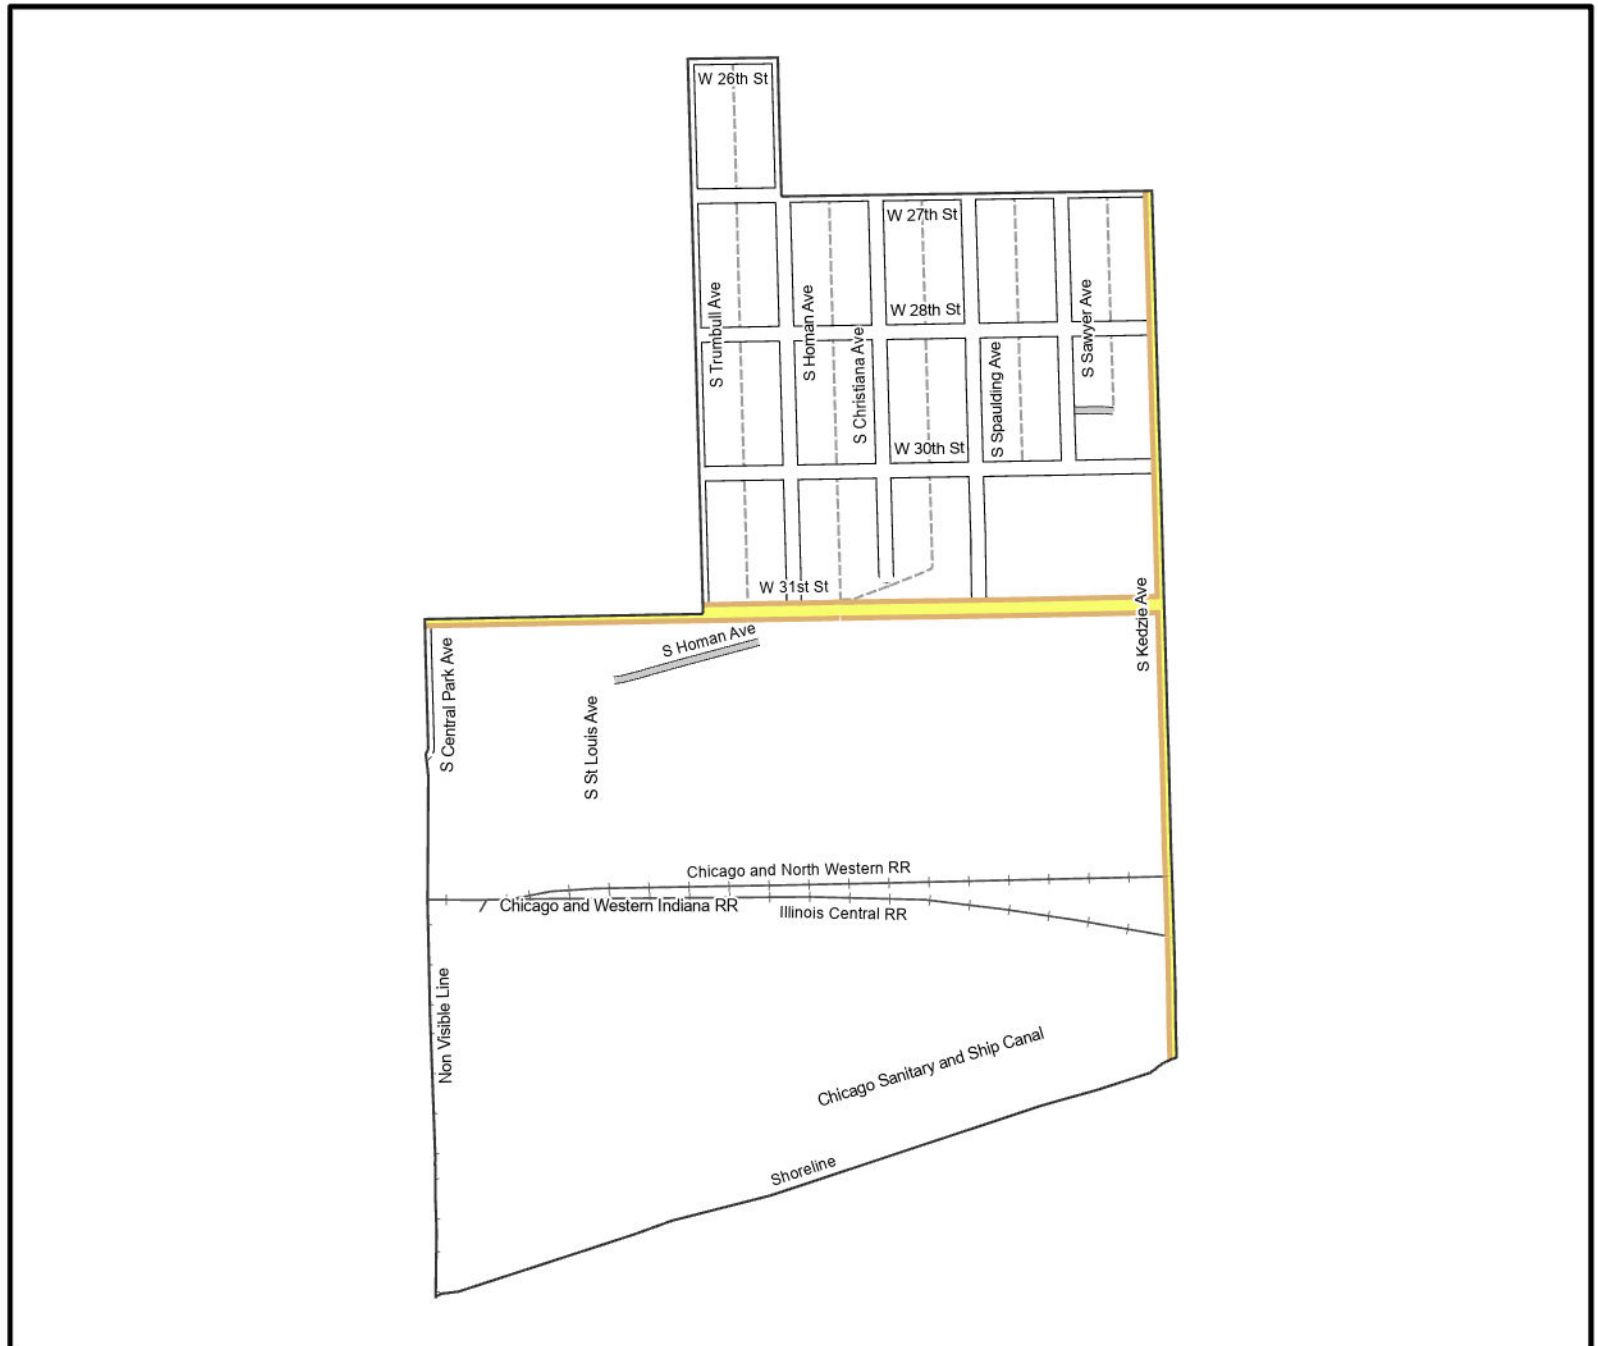 W 26th St
W 27th St
S Trumbull Ave
S Homan Ave
W 28th St
S Sawyer Ave
S Christiana Ave
S Spaulding Ave
W 30th St
W 31st St
S Kedzie Ave
S Homan Ave
S Central Park Ave
S St Louis Ave
Chicago and North Western RR
Chicago and Western Indiana RR
Illinois Central RR
Non Visible Line
Chicago Sanitary and Ship Canal
Shoreline